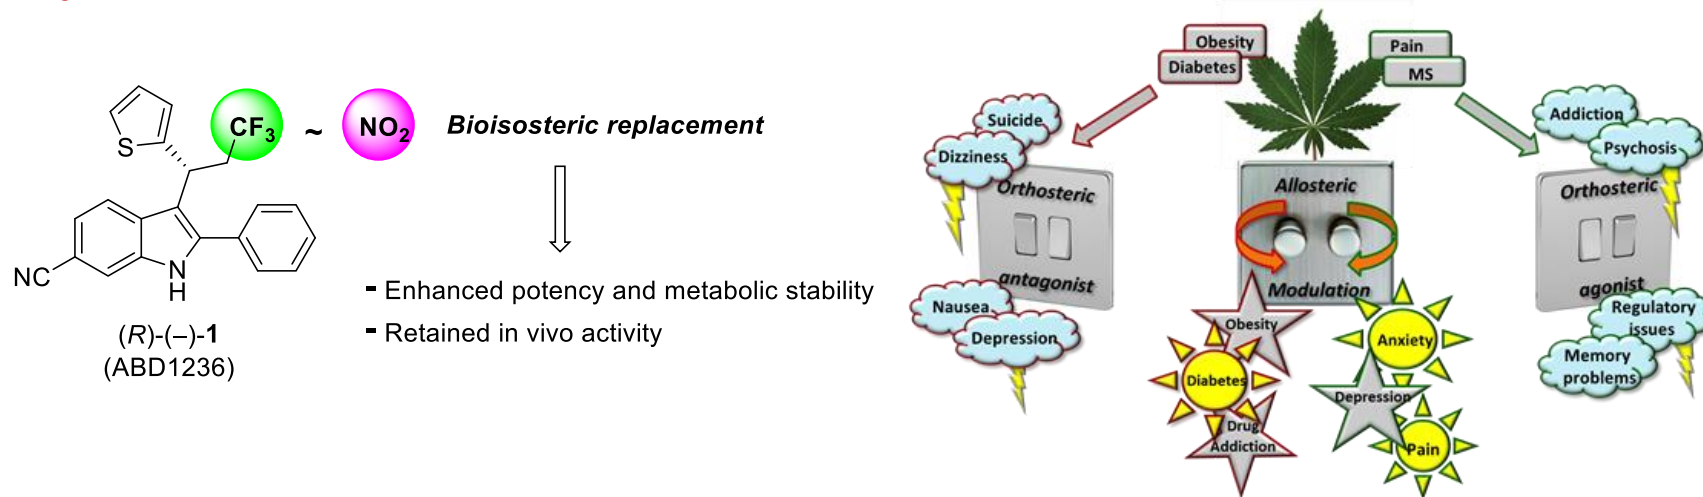 S
CF3
~
NO2
Bioisosteric replacement
NC
N
H
- Enhanced potency and metabolic stability
- Retained in vivo activity
(R)-(–)-1
(ABD1236)
Obesity
Diabetes
Pain
MS
Suicide
Dizziness
Orthosteric
antagonist
Nausea
Depression
Allosteric
Modulation
Addiction
Psychosis
Orthosteric
agonist
Regulatory
issues
Memory
problems
Obesity
Diabetes
Drug
Addiction
Anxiety
Depression
Pain